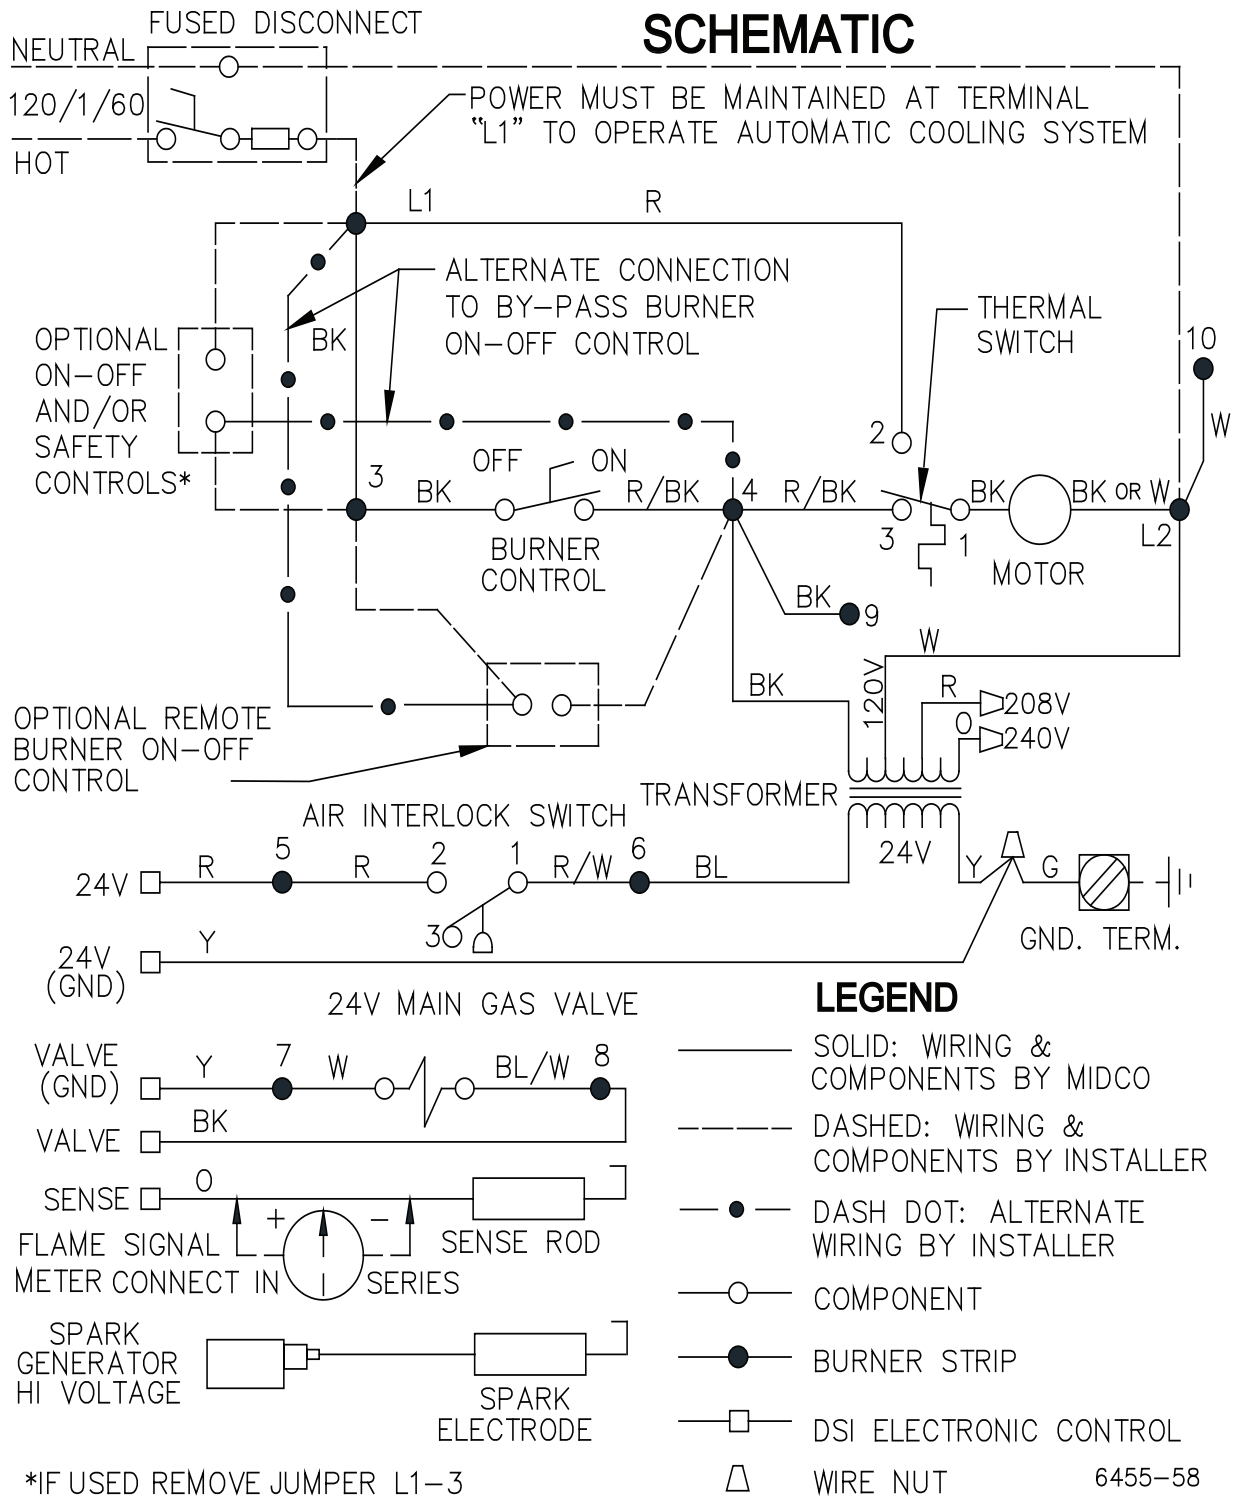 SCHEMATIC
FUSED DISCONNECT
NEUTRAL
120/1/60
HOT
POWER MUST BE MAINTAINED AT TERMINAL
"L1" TO OPERATE AUTOMATIC COOLING SYSTEM
L1
R
ALTERNATE CONNECTION
TO BY-PASS BURNER
ON-OFF CONTROL
BK
THERMAL
SWITCH
10
W
OPTIONAL
ON-OFF
AND/OR
SAFETY
CONTROLS*
2
3
BK
OFF ON
R/BK
4
R/BK
3
1
BK
BK OR W
L2
BURNER
CONTROL
MOTOR
BK
9
W
120V
BK
R
208V
O
240V
OPTIONAL REMOTE
BURNER ON-OFF
CONTROL
TRANSFORMER
24V
AIR INTERLOCK SWITCH
24V
R
5
R
2
1
R/W
6
BL
3
Y
G
GND. TERM.
24V
(GND)
Y
24V MAIN GAS VALVE
VALVE
(GND)
Y
7
W
BL/W
8
BK
VALVE
SENSE
O
+
-
SENSE ROD
FLAME SIGNAL
METER CONNECT IN
SERIES
SPARK
GENERATOR
HI VOLTAGE
SPARK
ELECTRODE
*IF USED REMOVE JUMPER L1-3
LEGEND
SOLID: WIRING &
COMPONENTS BY MIDCO
DASHED: WIRING &
COMPONENTS BY INSTALLER
DASH DOT: ALTERNATE
WIRING BY INSTALLER
COMPONENT
BURNER STRIP
DSI ELECTRONIC CONTROL
WIRE NUT
6455-58